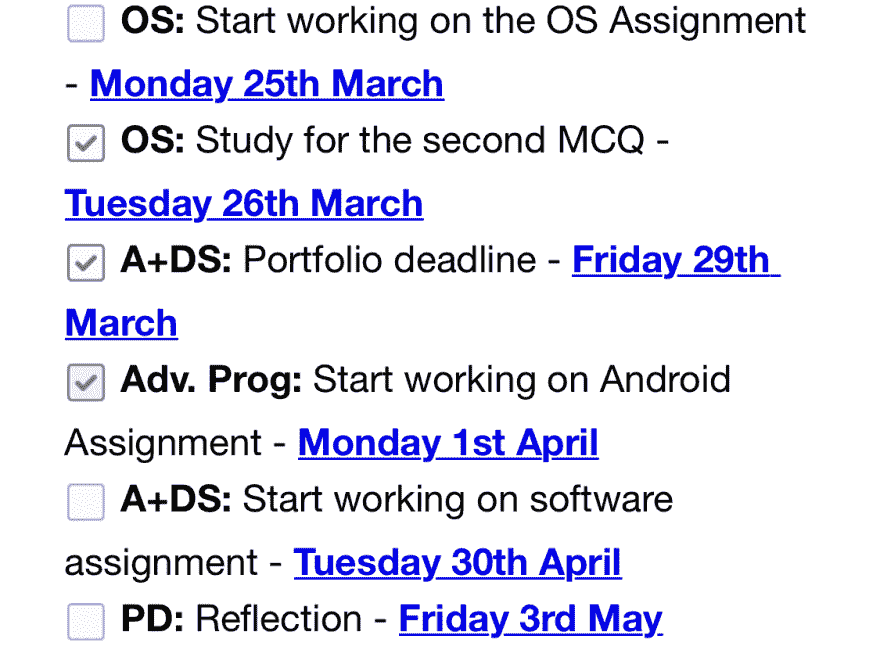 OS: Start working on the OS Assignment
- Monday 25th March
OS: Study for the second MCQ -
Tuesday 26th March
A+DS: Portfolio deadline - Friday 29th
March
Adv. Prog: Start working on Android
Assignment - Monday 1st April
A+DS: Start working on software
assignment - Tuesday 30th April
PD: Reflection - Friday 3rd May